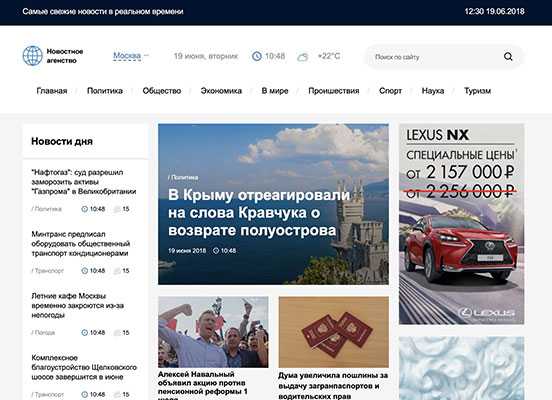 Самые свежие новости в реальном времени
12:30 19.06.2018
Новостное
агенство
Москва
19 июня, вторник
10:48
+22°C
Поиск по сайту
Главная / Политика / Общество / Экономика / В мире / Проишествия / Спорт / Наука / Туризм
Новости дня
"Нафтогаз": суд разрешил
заморозить активы
"Газпрома" в Великобритании
/ Политика 10:48 15
Минтранс предписал
оборудовать общественный
транспорт кондиционерами
/ Транспорт 10:48 15
Летние кафе Москвы
временно закроются из-за
непогоды
/ Погода 10:48 15
Комплексное
благоустройство Щелковского
шоссе завершится в июне
/ Транспорт 10:48 15
/ Политика
В Крыму отреагировали
на слова Кравчука о
возврате полуострова
19 июня 2018 10:48
Алексей Навальный
объявил акцию против
пенсионной реформы 1
Дума увеличила пошлины за
выдачу загранпаспортов и
водительских прав
LEXUS NX
СПЕЦИАЛЬНЫЕ ЦЕНЫ
ОТ 2 157 000 ₽
ОТ 2 256 000 ₽
LEXUS